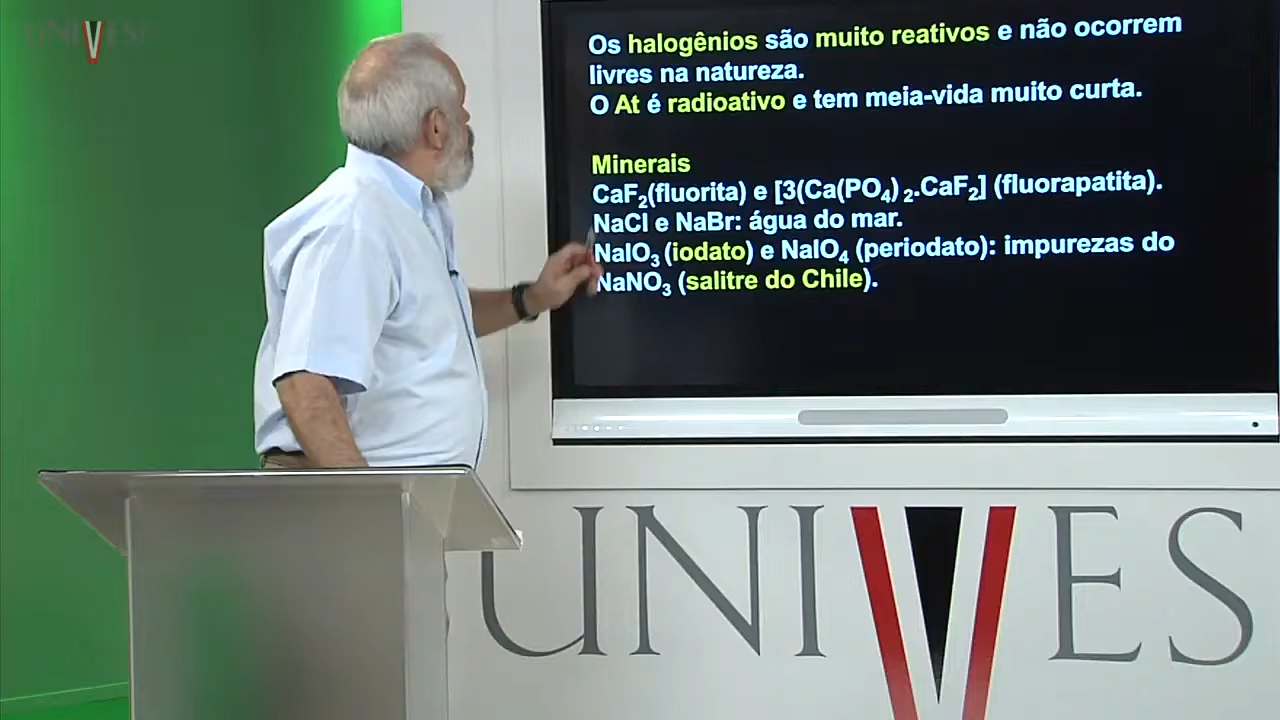 UNIVES
Os halogênios são muito reativos e não ocorrem
livres na natureza.
O At é radioativo e tem meia-vida muito curta.
Minerais
CaF₂(fluorita) e [3(Ca(PO₄)₂.CaF₂] (fluorapatita).
NaCl e NaBr: água do mar.
NaIO₃ (iodato) e NaIO₄ (periodato): impurezas do
NaNO₃ (salitre do Chile).
UNIVES